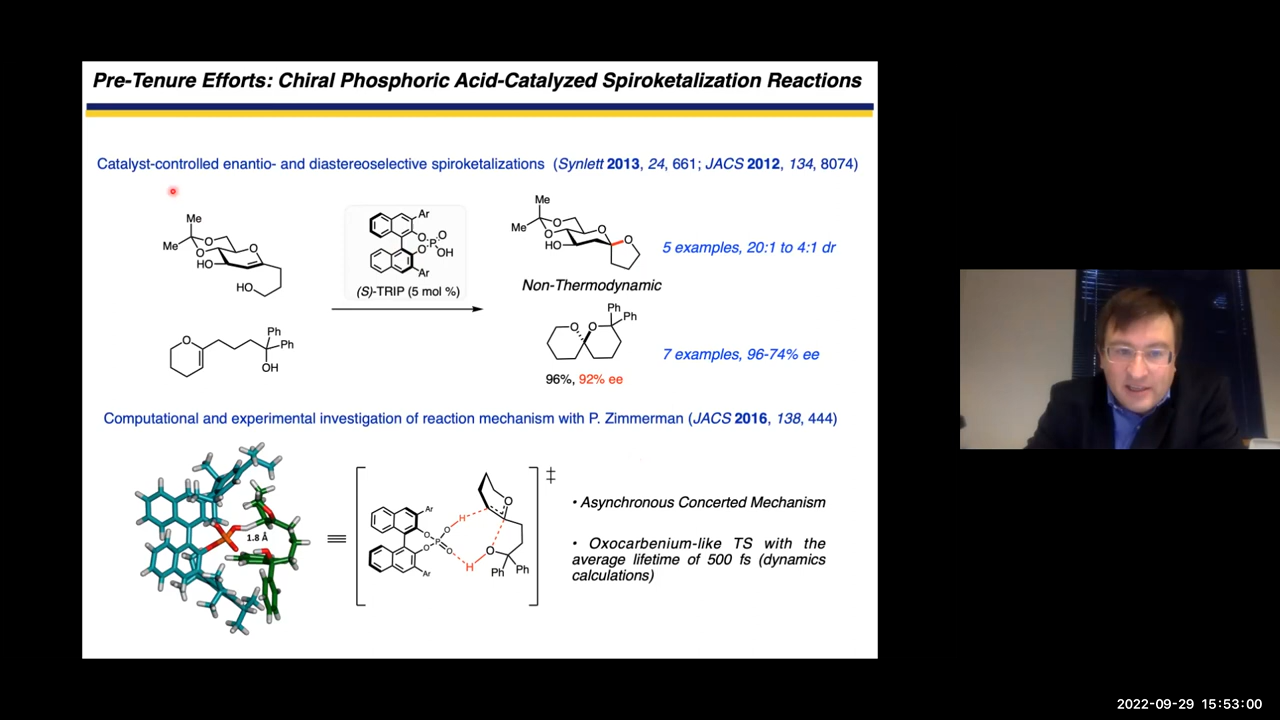 Pre-Tenure Efforts: Chiral Phosphoric Acid-Catalyzed Spiroketalization Reactions
Catalyst-controlled enantio- and diastereoselective spiroketalizations (Synlett 2013, 24, 661; JACS 2012, 134, 8074)
Me
Me
O
O
O
HO
HO
Ar
O
O
P
O
OH
Ar
(S)-TRIP (5 mol %)
Me
Me
O
O
O
O
HO
5 examples, 20:1 to 4:1 dr
Non-Thermodynamic
O
Ph
Ph
OH
O
O
Ph
Ph
7 examples, 96-74% ee
96%, 92% ee
Computational and experimental investigation of reaction mechanism with P. Zimmerman (JACS 2016, 138, 444)
1.8 Å
≡
Ar
O
O
P
O
O
H
H
Ar
O
O
Ph
Ph
‡
• Asynchronous Concerted Mechanism
• Oxocarbenium-like TS with the
average lifetime of 500 fs (dynamics
calculations)
2022-09-29 15:53:00